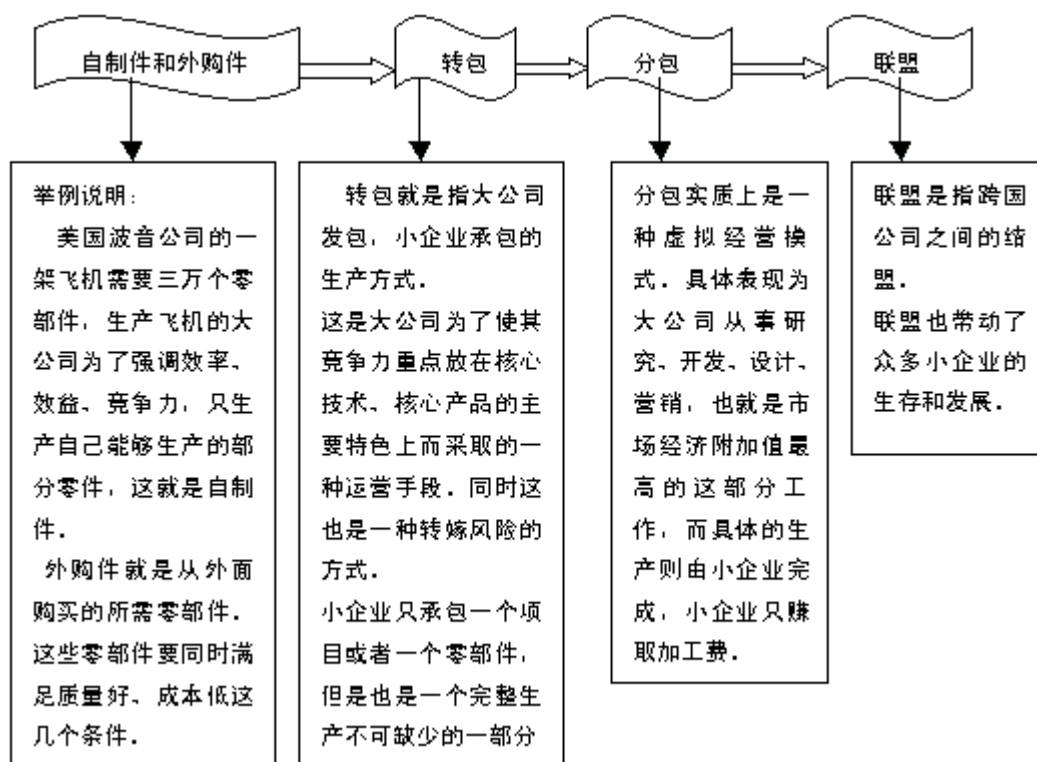 自制件和外购件
转包
分包
联盟
举例说明:
美国波音公司的一
架飞机需要三万个零
部件,生产飞机的大
公司为了强调效率、
效益、竞争力,只生
产自己能够生产的部
分零件,这就是自制
件.
外购件就是从外面
购买的所需零部件.
这些零部件要同时满
足质量好、成本低这
几个条件.
转包就是指大公司
发包,小企业承包的
生产方式.
这是大公司为了使其
竞争力重点放在核心
技术、核心产品的主
要特色上而采取的一
种运营手段.同时这
也是一种转嫁风险的
方式.
小企业只承包一个项
目或者一个零部件,
但是也是一个完整生
产不可缺少的一部分
分包实质上是一
种虚拟经营模
式.具体表现为
大公司从事研
究、开发、设计、
营销,也就是市
场经济附加值最
高的这部分工
作,而具体的生
产则由小企业完
成,小企业只赚
取加工费.
联盟是指跨国
公司之间的结
盟.
联盟也带动了
众多小企业的
生存和发展.